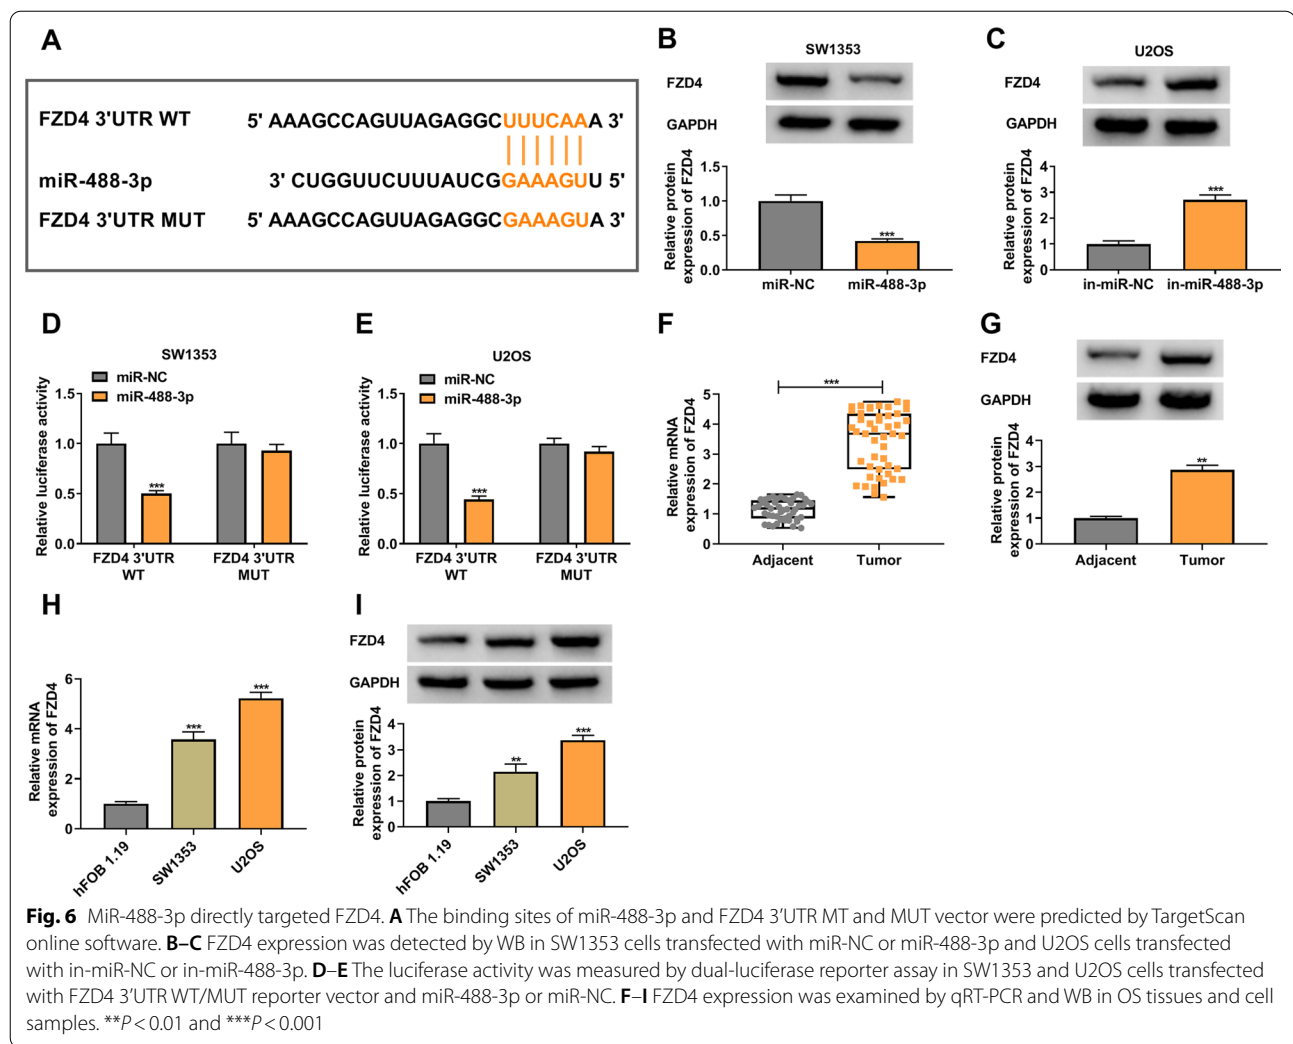 A
FZD4 3'UTR WT 5' AAAGCCAGUUAGAGGCUUUCAAA 3'
miR-488-3p 3' CUGGUUCUUUAUCGGAAAGUU 5'
FZD4 3'UTR MUT 5' AAAGCCAGUUAGAGGCGAAAGUA 3'
B
SW1353
FZD4
GAPDH
Relative protein
expression of FZD4
1.5
1.0
0.5
0.0
***
miR-NC miR-488-3p
C
U2OS
FZD4
GAPDH
Relative protein
expression of FZD4
4
3
2
1
0
***
in-miR-NC in-miR-488-3p
D
SW1353
miR-NC
miR-488-3p
Relative luciferase activity
1.5
1.0
0.5
0.0
***
FZD4 3'UTR FZD4 3'UTR
WT MUT
E
U2OS
miR-NC
miR-488-3p
Relative luciferase activity
1.5
1.0
0.5
0.0
***
FZD4 3'UTR FZD4 3'UTR
WT MUT
F
***
Relative mRNA
expression of FZD4
5
4
3
2
1
0
Adjacent Tumor
G
FZD4
GAPDH
Relative protein
expression of FZD4
4
3
2
1
0
**
Adjacent Tumor
H
Relative mRNA
expression of FZD4
6
4
2
0
***
***
hFOB 1.19 SW1353 U2OS
I
FZD4
GAPDH
Relative protein
expression of FZD4
4
3
2
1
0
**
***
hFOB 1.19 SW1353 U2OS
Fig. 6 MiR-488-3p directly targeted FZD4. A The binding sites of miR-488-3p and FZD4 3'UTR MT and MUT vector were predicted by TargetScan
online software. B–C FZD4 expression was detected by WB in SW1353 cells transfected with miR-NC or miR-488-3p and U2OS cells transfected
with in-miR-NC or in-miR-488-3p. D–E The luciferase activity was measured by dual-luciferase reporter assay in SW1353 and U2OS cells transfected
with FZD4 3'UTR WT/MUT reporter vector and miR-488-3p or miR-NC. F–I FZD4 expression was examined by qRT-PCR and WB in OS tissues and cell
samples. **P < 0.01 and ***P < 0.001